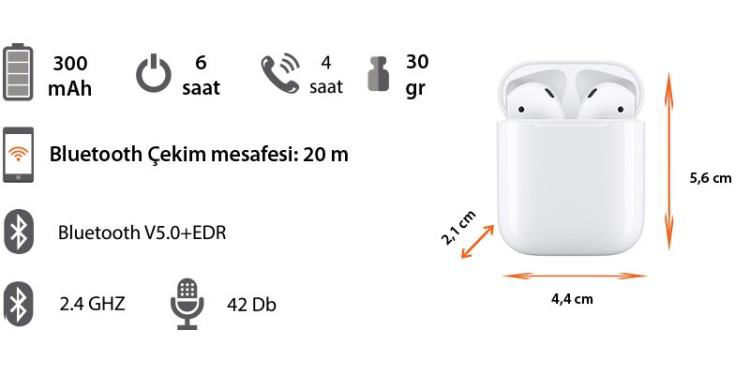 300
mAh
6
saat
4
saat
30
gr
Bluetooth Çekim mesafesi: 20 m
Bluetooth V5.0+EDR
2.4 GHZ
42 Db
5,6 cm
2,1 cm
4,4 cm